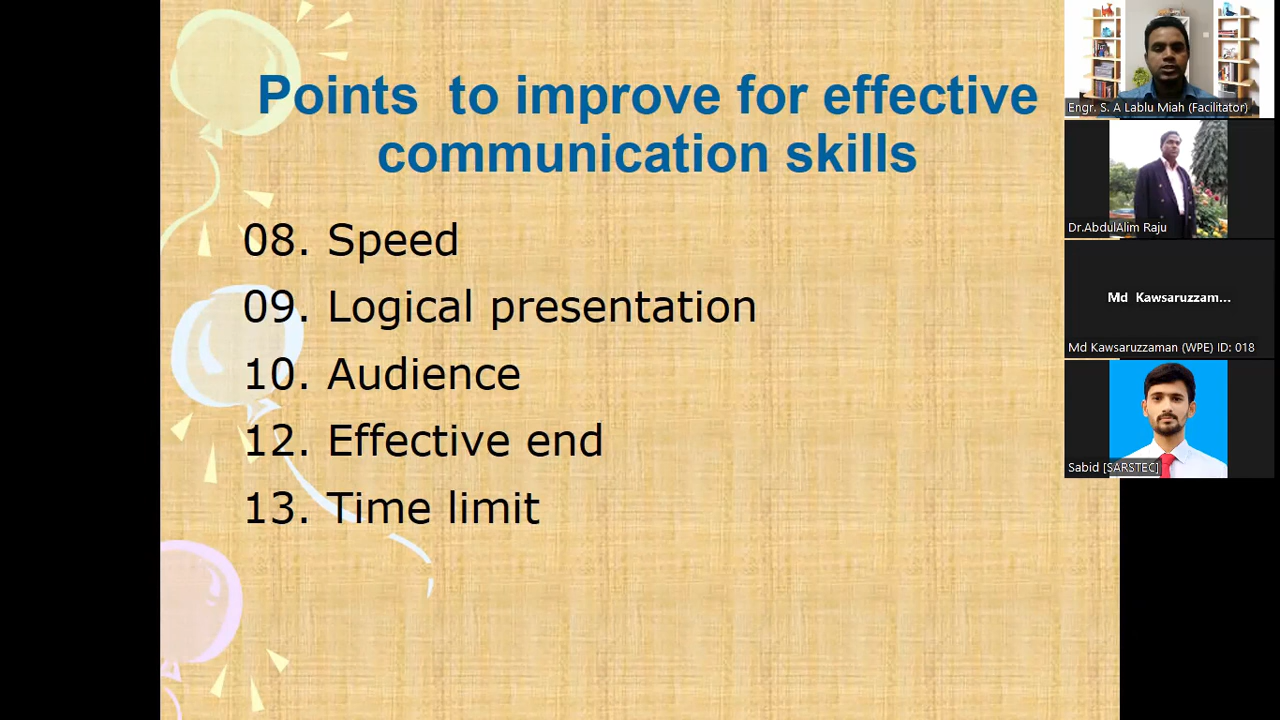 Points to improve for effective
communication skills
08. Speed
09. Logical presentation
10. Audience
12. Effective end
13. Time limit
Engr. S. A Lablu Miah (Facilitator)
Dr.AbdulAlim Raju
Md Kawsaruzzam...
Md Kawsaruzzaman (WPE) ID: 018
Sabid [SARSTEC]